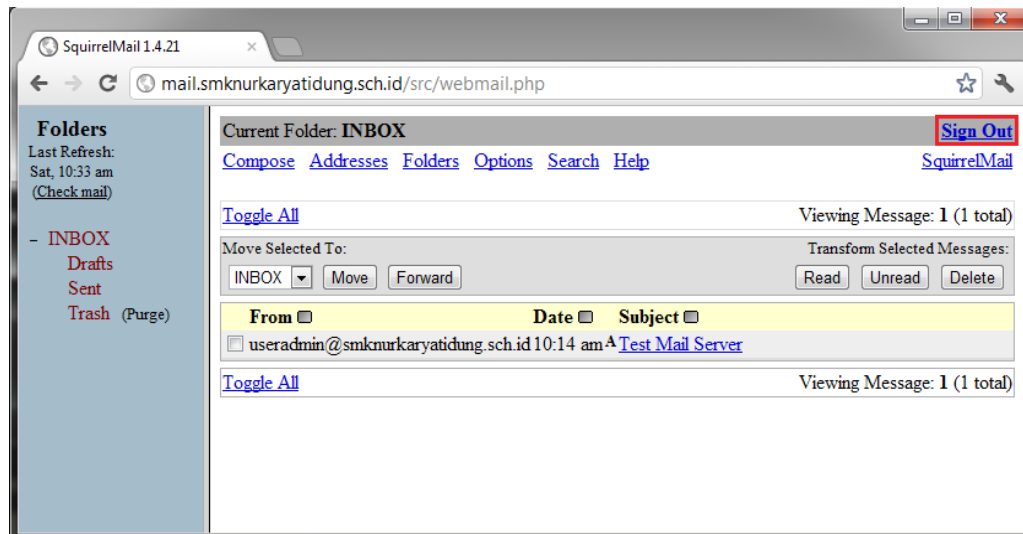 SquirrelMail 1.4.21
mail.smknurkaryatidung.sch.id/src/webmail.php
Folders
Last Refresh:
Sat, 10:33 am
(Check mail)
– INBOX
Drafts
Sent
Trash (Purge)
Current Folder: INBOX Sign Out
Compose Addresses Folders Options Search Help SquirrelMail
Toggle All Viewing Message: 1 (1 total)
Move Selected To: Transform Selected Messages:
INBOX Move Forward Read Unread Delete
From Date Subject
useradmin@smknurkaryatidung.sch.id 10:14 am A Test Mail Server
Toggle All Viewing Message: 1 (1 total)